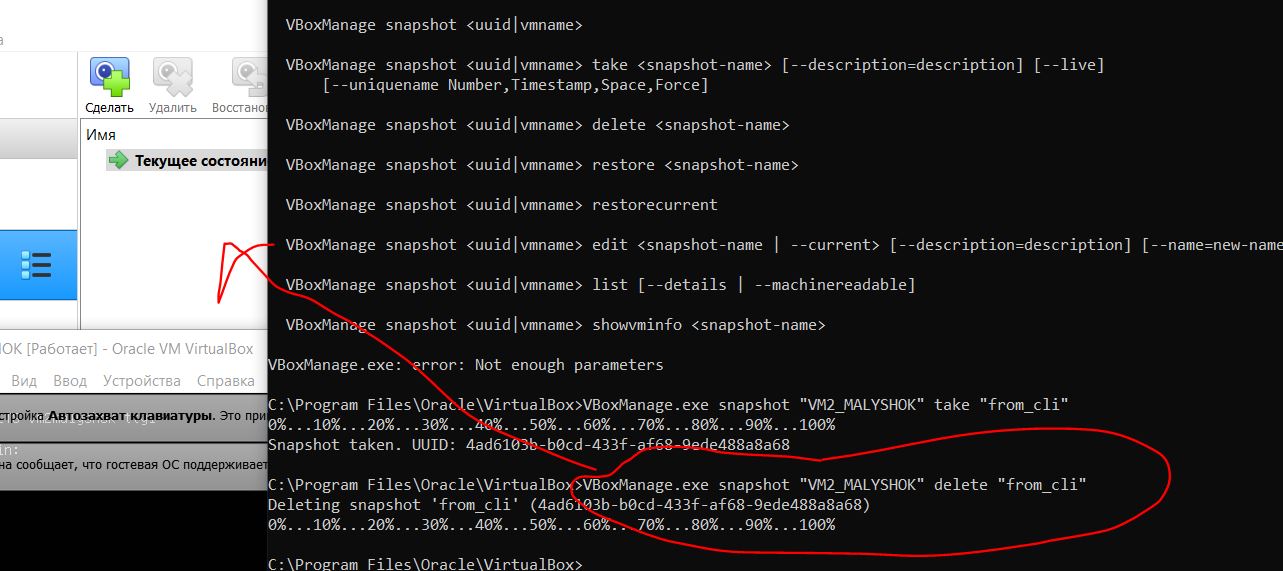 а
Сделать
Удалить
Восстанов
Имя
Текущее состояни
ОК [Работает] - Oracle VM VirtualBox
Вид Ввод Устройства Справка
стройка Автозахват клавиатуры. Это при
in:
на сообщает, что гостевая ОС поддерживает
VBoxManage snapshot <uuid|vmname>
VBoxManage snapshot <uuid|vmname> take <snapshot-name> [--description=description] [--live]
[--uniquename Number,Timestamp,Space,Force]
VBoxManage snapshot <uuid|vmname> delete <snapshot-name>
VBoxManage snapshot <uuid|vmname> restore <snapshot-name>
VBoxManage snapshot <uuid|vmname> restorecurrent
VBoxManage snapshot <uuid|vmname> edit <snapshot-name | --current> [--description=description] [--name=new-name
VBoxManage snapshot <uuid|vmname> list [--details | --machinereadable]
VBoxManage snapshot <uuid|vmname> showvminfo <snapshot-name>
VBoxManage.exe: error: Not enough parameters
C:\Program Files\Oracle\VirtualBox>VBoxManage.exe snapshot "VM2_MALYSHOK" take "from_cli"
0%...10%...20%...30%...40%...50%...60%...70%...80%...90%...100%
Snapshot taken. UUID: 4ad6103b-b0cd-433f-af68-9ede488a8a68
C:\Program Files\Oracle\VirtualBox>VBoxManage.exe snapshot "VM2_MALYSHOK" delete "from_cli"
Deleting snapshot 'from_cli' (4ad6103b-b0cd-433f-af68-9ede488a8a68)
0%...10%...20%...30%...40%...50%...60%...70%...80%...90%...100%
C:\Program Files\Oracle\VirtualBox>